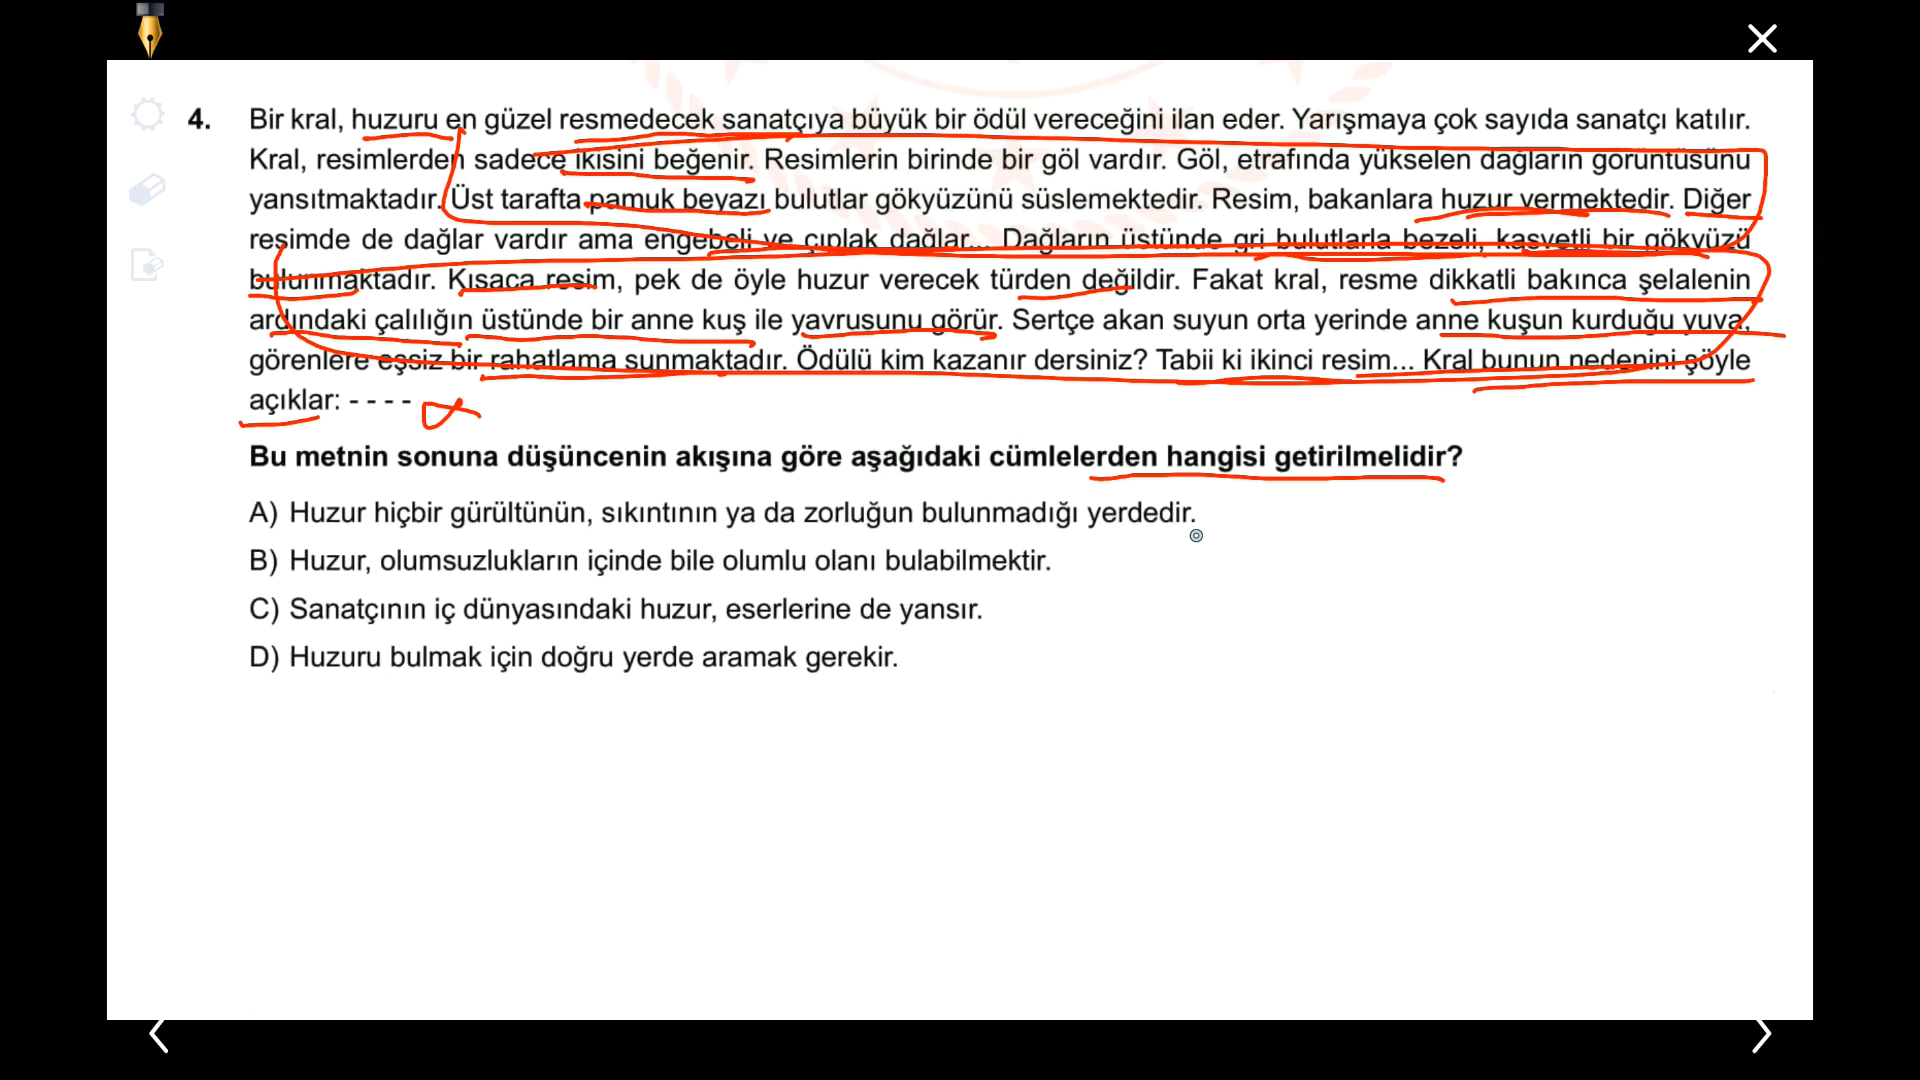 4. Bir kral, huzuru en güzel resmedecek sanatçıya büyük bir ödül vereceğini ilan eder. Yarışmaya çok sayıda sanatçı katılır.
Kral, resimlerden sadece ikisini beğenir. Resimlerin birinde bir göl vardır. Göl, etrafında yükselen dağların görüntüsünü
yansıtmaktadır. Üst tarafta pamuk beyazı bulutlar gökyüzünü süslemektedir. Resim, bakanlara huzur vermektedir. Diğer
resimde de dağlar vardır ama engebeli ve çıplak dağlar... Dağların üstünde gri bulutlarla bezeli, kasvetli bir gökyüzü
bulunmaktadır. Kısaca resim, pek de öyle huzur verecek türden değildir. Fakat kral, resme dikkatli bakınca şelalenin
ardındaki çalılığın üstünde bir anne kuş ile yavrusunu görür. Sertçe akan suyun orta yerinde anne kuşun kurduğu yuva,
görenlere eşsiz bir rahatlama sunmaktadır. Ödülü kim kazanır dersiniz? Tabii ki ikinci resim... Kral bunun nedenini şöyle
açıklar: - - - -
Bu metnin sonuna düşüncenin akışına göre aşağıdaki cümlelerden hangisi getirilmelidir?
A) Huzur hiçbir gürültünün, sıkıntının ya da zorluğun bulunmadığı yerdedir.
B) Huzur, olumsuzlukların içinde bile olumlu olanı bulabilmektir.
C) Sanatçının iç dünyasındaki huzur, eserlerine de yansır.
D) Huzuru bulmak için doğru yerde aramak gerekir.